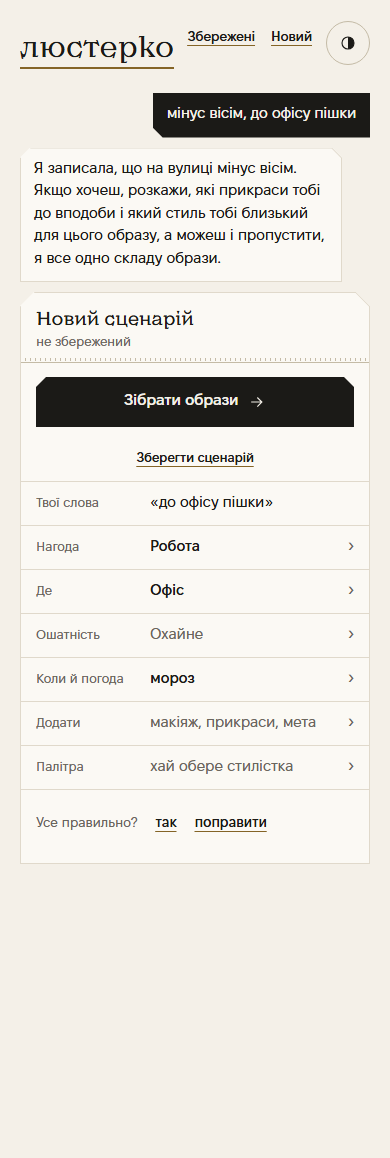 люстерко
Збережені
Новий
мінус вісім, до офісу пішки
Я записала, що на вулиці мінус вісім.
Якщо хочеш, розкажи, які прикраси тобі
до вподоби і який стиль тобі близький
для цього образу, а можеш і пропустити,
я все одно складу образи.
Новий сценарій
не збережений
Зібрати образи →
Зберегти сценарій
Твої слова «до офісу пішки»
Нагода Робота
Де Офіс
Ошатність Охайне
Коли й погода мороз
Додати макіяж, прикраси, мета
Палітра хай обере стилістка
Усе правильно? так поправити